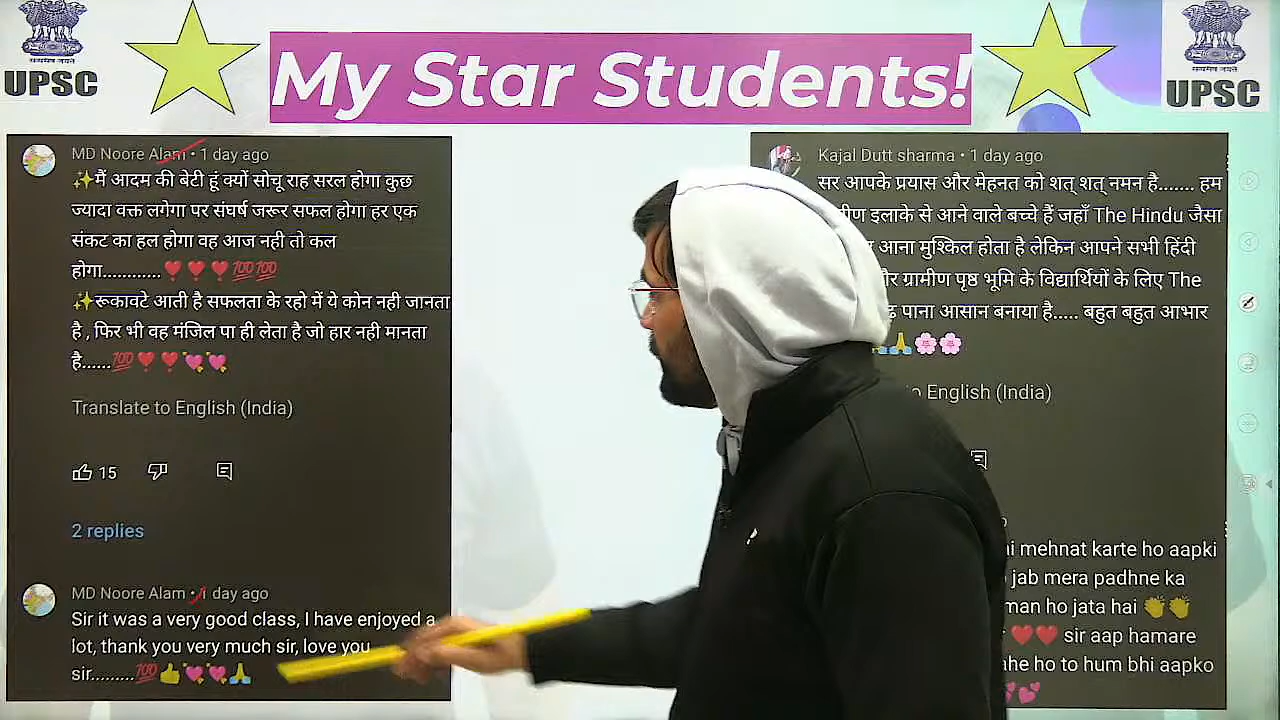 सत्यमेव जयते
UPSC
My Star Students!
सत्यमेव जयते
UPSC
MD Noore Alam • 1 day ago
✨मैं आदम की बेटी हूं क्यों सोचू राह सरल होगा कुछ
ज्यादा वक्त लगेगा पर संघर्ष जरूर सफल होगा हर एक
संकट का हल होगा वह आज नही तो कल
होगा............❣️❣️❣️💯💯
✨रूकावटे आती है सफलता के रहो में ये कोन नही जानता
है , फिर भी वह मंजिल पा ही लेता है जो हार नही मानता
है......💯❣️❣️💘💘
Translate to English (India)
15
2 replies
MD Noore Alam • 1 day ago
Sir it was a very good class, I have enjoyed a
lot, thank you very much sir, love you
sir.........💯👍💘💘🙏
Kajal Dutt sharma • 1 day ago
सर आपके प्रयास और मेहनत को शत् शत् नमन है....... हम
इलाके से आने वाले बच्चे हैं जहाँ The Hindu जैसा
आना मुश्किल होता है लेकिन आपने सभी हिंदी
ग्रामीण पृष्ठ भूमि के विद्यार्थियों के लिए The
पाना आसान बनाया है..... बहुत बहुत आभार
🙏🌸🌸
English (India)
mehnat karte ho aapki
jab mera padhne ka
man ho jata hai 👏👏
❤️❤️ sir aap hamare
ho to hum bhi aapko
💕